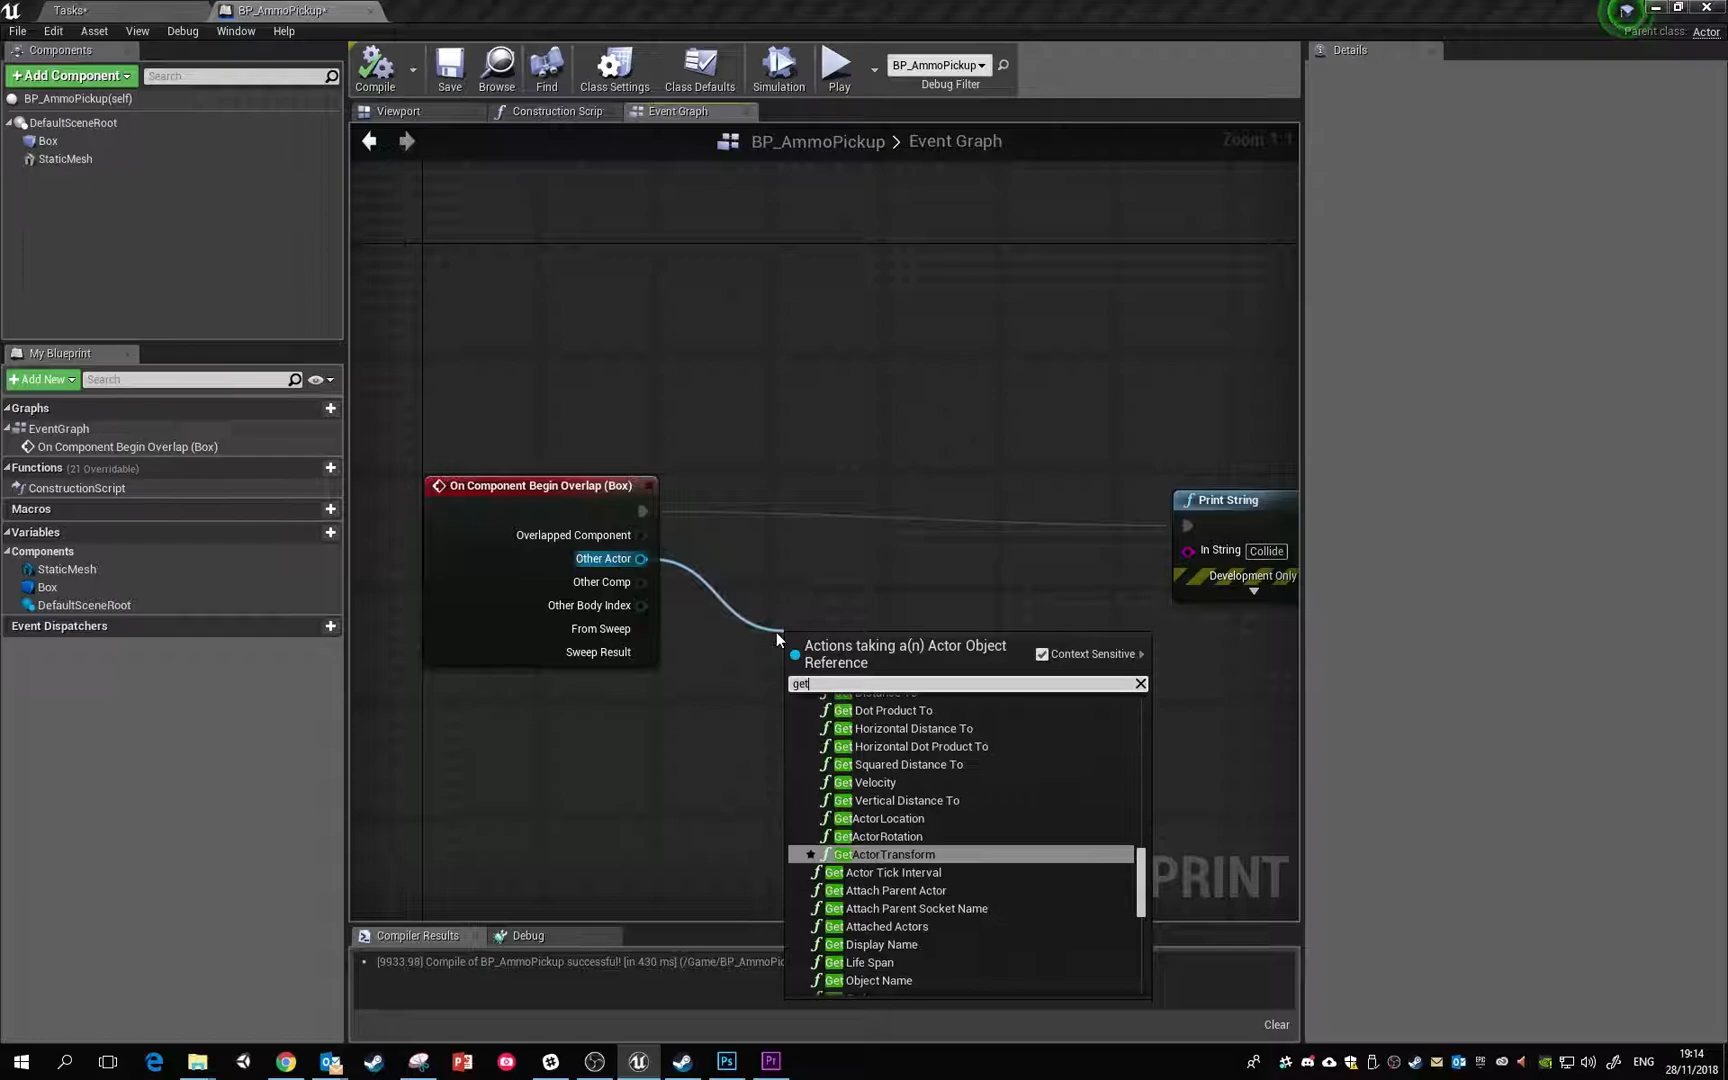 Tasks*
BP_AmmoPickup*
File Edit Asset View Debug Window Help
Parent class: Actor
Components
Details
+Add Component
Search
Compile
Save
Browse
Find
Class Settings
Class Defaults
Simulation
Play
BP_AmmoPickup
Debug Filter
BP_AmmoPickup(self)
DefaultSceneRoot
Box
StaticMesh
Viewport
Construction Scrip
Event Graph
BP_AmmoPickup > Event Graph
Zoom 1:1
My Blueprint
+Add New
Search
Graphs
EventGraph
On Component Begin Overlap (Box)
Functions (21 Overridable)
ConstructionScript
Macros
Variables
Components
StaticMesh
Box
DefaultSceneRoot
Event Dispatchers
On Component Begin Overlap (Box)
Overlapped Component
Other Actor
Other Comp
Other Body Index
From Sweep
Sweep Result
Print String
In String Collide
Development Only
Actions taking a(n) Actor Object
Reference
Context Sensitive
get
Get Dot Product To
Get Horizontal Distance To
Get Horizontal Dot Product To
Get Squared Distance To
Get Velocity
Get Vertical Distance To
GetActorLocation
GetActorRotation
GetActorTransform
Get Actor Tick Interval
Get Attach Parent Actor
Get Attach Parent Socket Name
Get Attached Actors
Get Display Name
Get Life Span
Get Object Name
PRINT
Compiler Results
Debug
[9933.98] Compile of BP_AmmoPickup successful! [in 430 ms] (/Game/BP_AmmoPic
Clear
ENG
19:14
28/11/2018